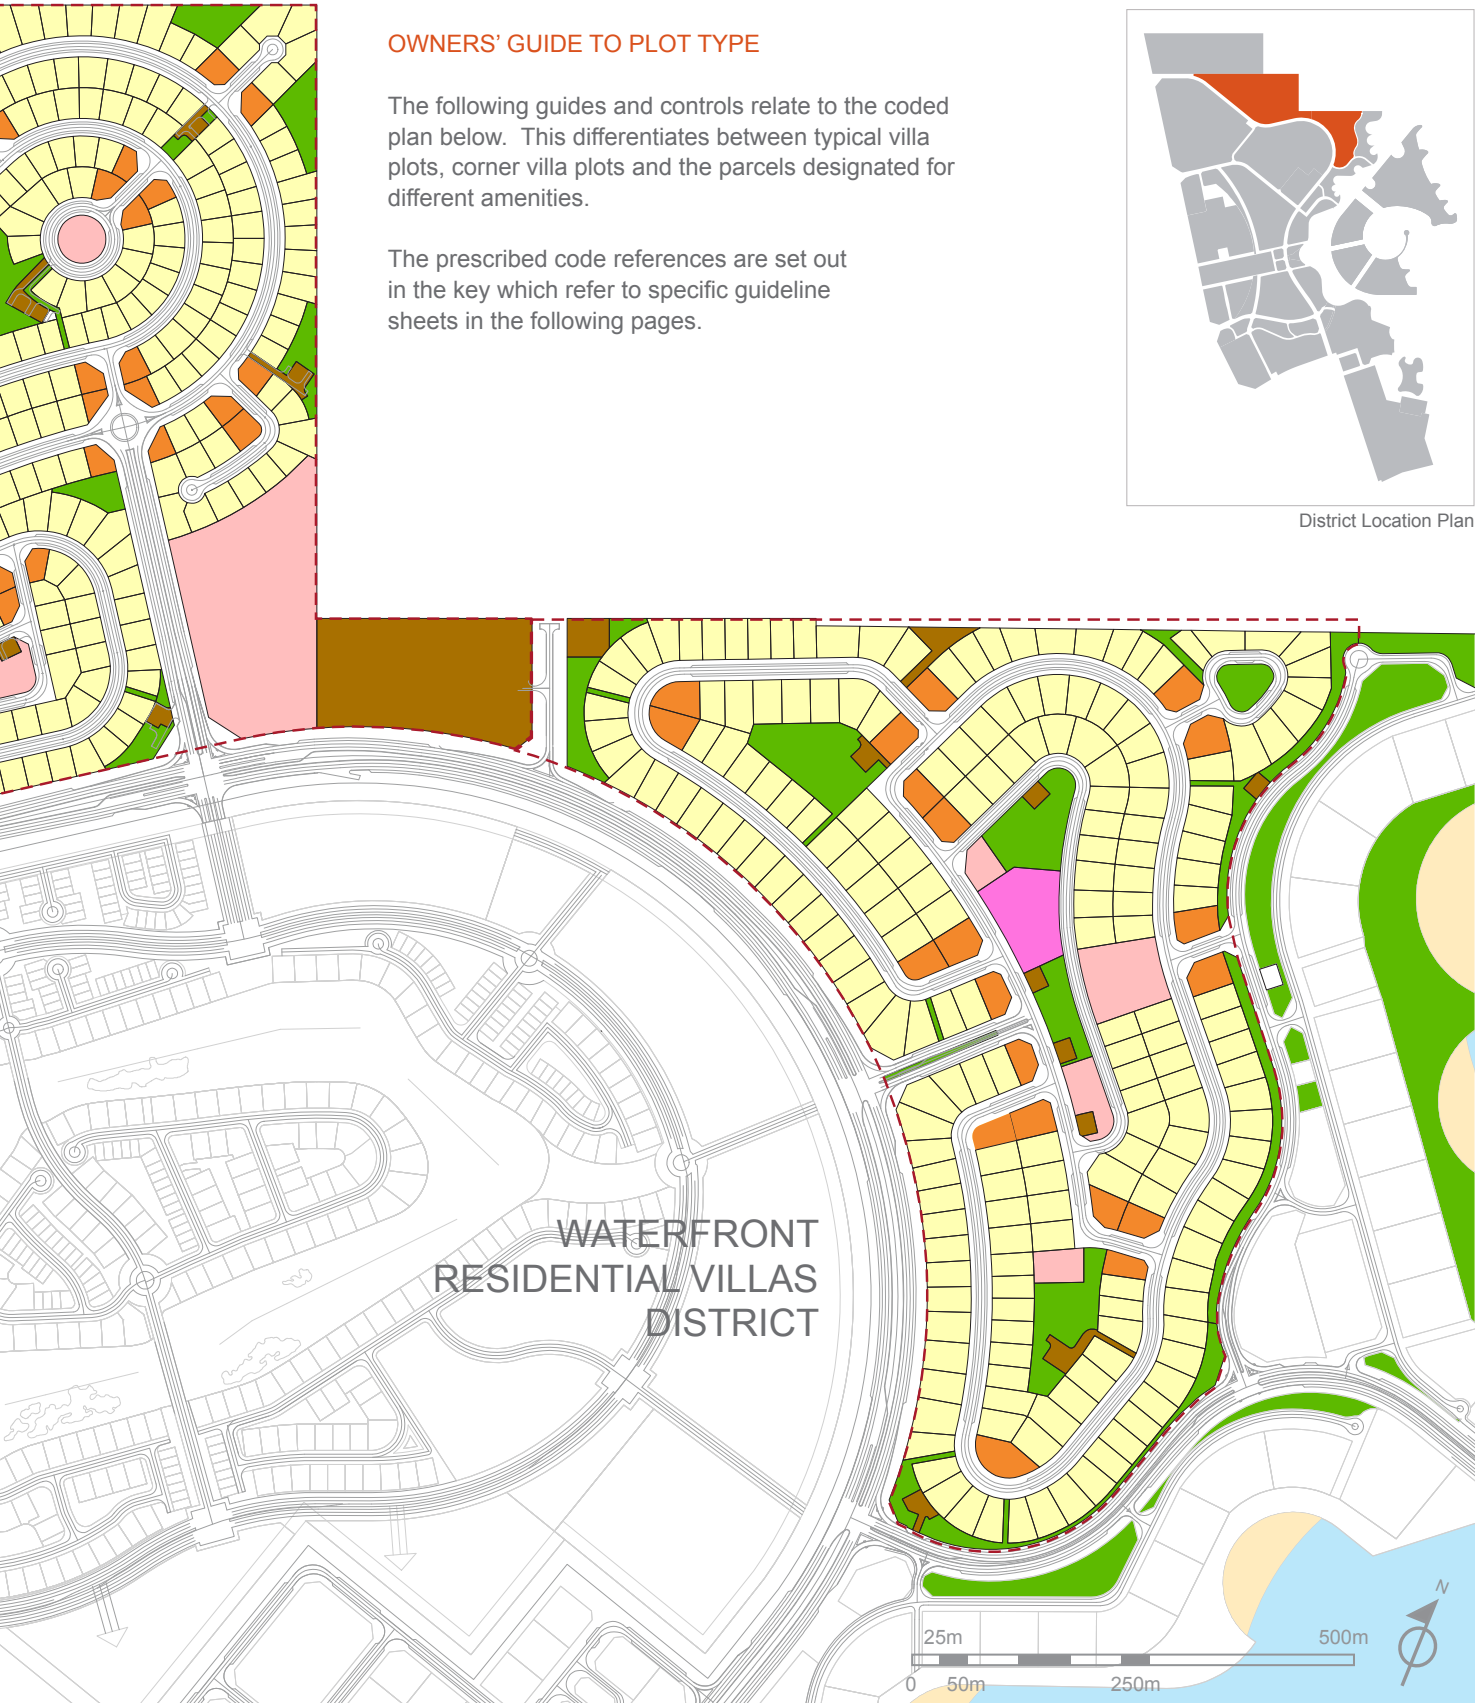 OWNERS’ GUIDE TO PLOT TYPE
The following guides and controls relate to the coded
plan below.  This differentiates between typical villa
plots, corner villa plots and the parcels designated for
different amenities.
The prescribed code references are set out
in the key which refer to specific guideline
sheets in the following pages.
District Location Plan
WATERFRONT
RESIDENTIAL VILLAS
DISTRICT
N
25m 500m
0 50m 250m